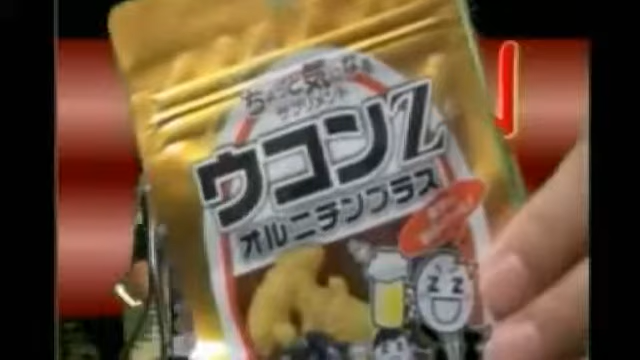 ちょっと気になる
サプリメント
ウコンZ
オルニチンプラス
ZZ